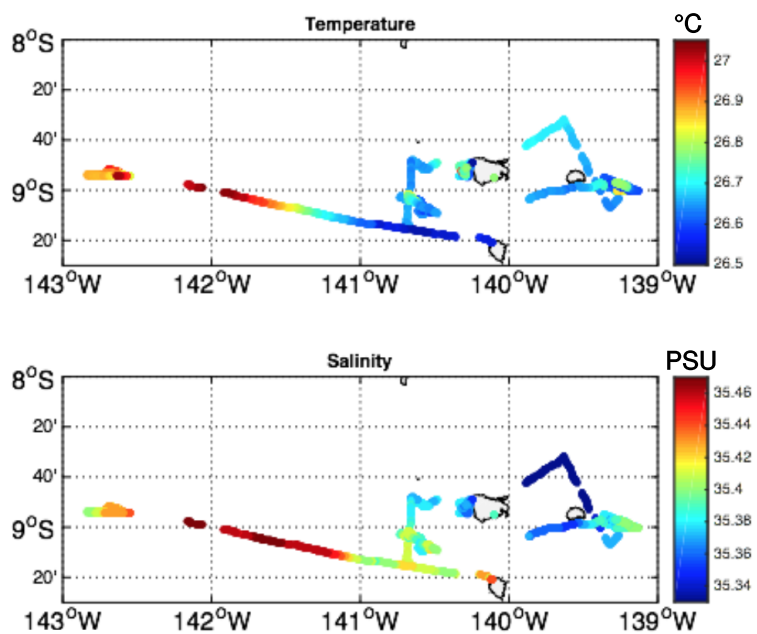 Temperature
°C
8°S
20'
40'
9°S
20'
143°W 142°W 141°W 140°W 139°W
27
26.9
26.8
26.7
26.6
26.5
Salinity
PSU
8°S
20'
40'
9°S
20'
143°W 142°W 141°W 140°W 139°W
35.46
35.44
35.42
35.4
35.38
35.36
35.34